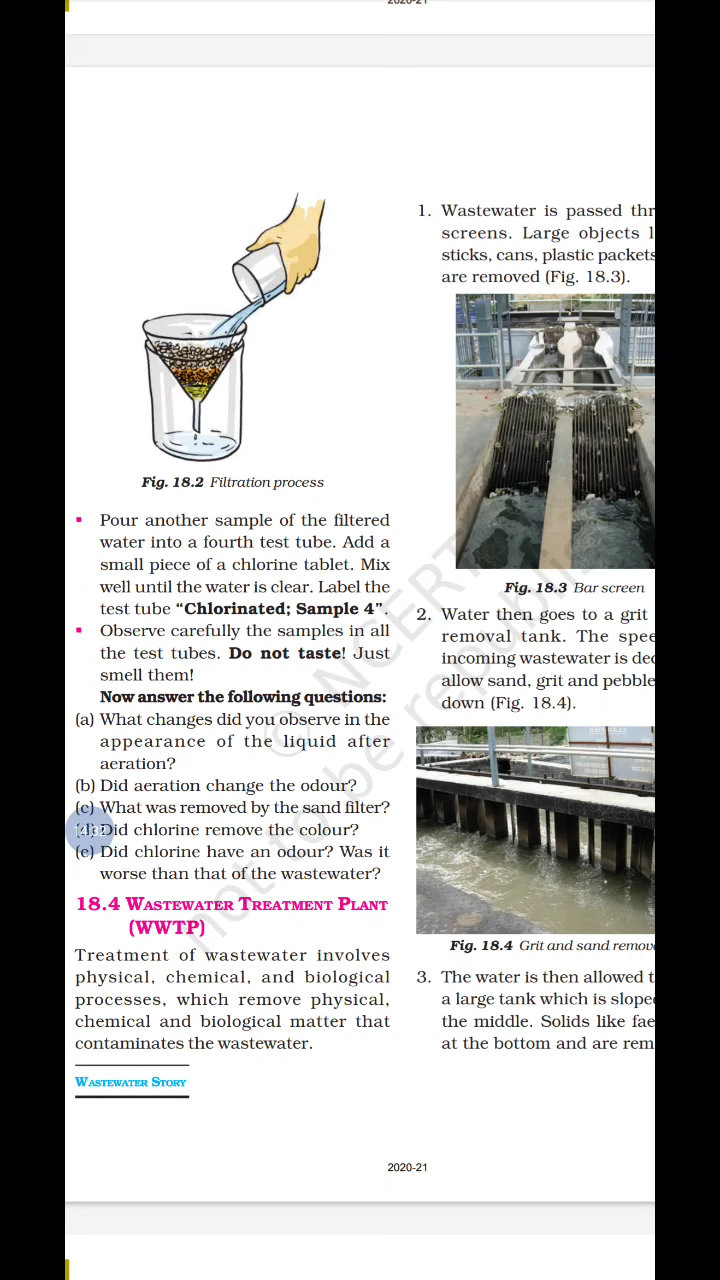 2020-21
Fig. 18.2 Filtration process
▪ Pour another sample of the filtered
water into a fourth test tube. Add a
small piece of a chlorine tablet. Mix
well until the water is clear. Label the
test tube “Chlorinated; Sample 4”.
▪ Observe carefully the samples in all
the test tubes. Do not taste! Just
smell them!
Now answer the following questions:
(a) What changes did you observe in the
appearance of the liquid after
aeration?
(b) Did aeration change the odour?
(c) What was removed by the sand filter?
(d) Did chlorine remove the colour?
(e) Did chlorine have an odour? Was it
worse than that of the wastewater?
18.4 WASTEWATER TREATMENT PLANT
(WWTP)
Treatment of wastewater involves
physical, chemical, and biological
processes, which remove physical,
chemical and biological matter that
contaminates the wastewater.
WASTEWATER STORY
1. Wastewater is passed thr
screens. Large objects l
sticks, cans, plastic packets
are removed (Fig. 18.3).
Fig. 18.3 Bar screen
2. Water then goes to a grit
removal tank. The spee
incoming wastewater is dec
allow sand, grit and pebble
down (Fig. 18.4).
Fig. 18.4 Grit and sand remov
3. The water is then allowed t
a large tank which is slope
the middle. Solids like fae
at the bottom and are rem
© NCERT
not to be republi
2020-21